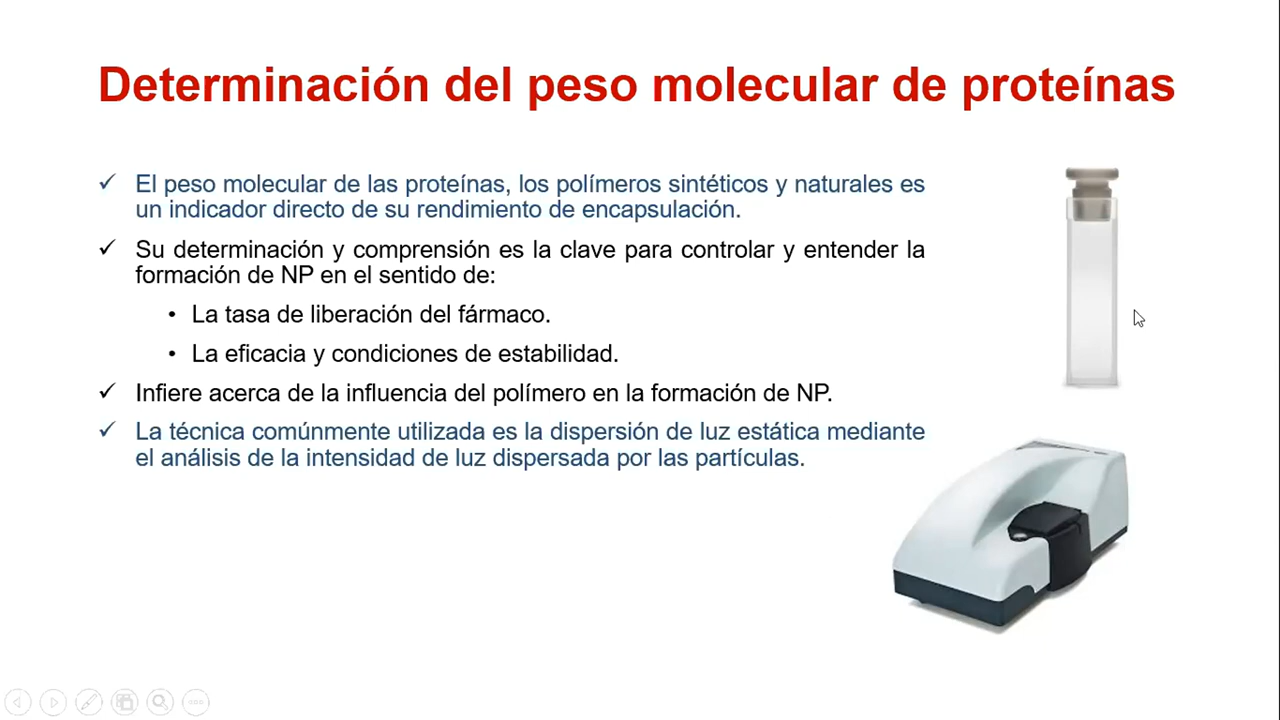 Determinación del peso molecular de proteínas
✓ El peso molecular de las proteínas, los polímeros sintéticos y naturales es
un indicador directo de su rendimiento de encapsulación.
✓ Su determinación y comprensión es la clave para controlar y entender la
formación de NP en el sentido de:
• La tasa de liberación del fármaco.
• La eficacia y condiciones de estabilidad.
✓ Infiere acerca de la influencia del polímero en la formación de NP.
✓ La técnica comúnmente utilizada es la dispersión de luz estática mediante
el análisis de la intensidad de luz dispersada por las partículas.